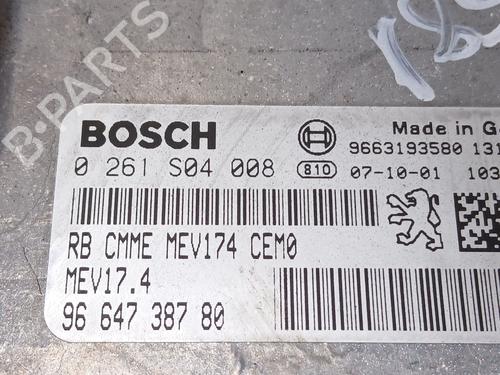 B-PARTS
BOSCH
Made in
0 261 S04 008
810
9663193580 131
07-10-01 103
RB CMME MEV174 CEM0
MEV17.4
96 647 387 80